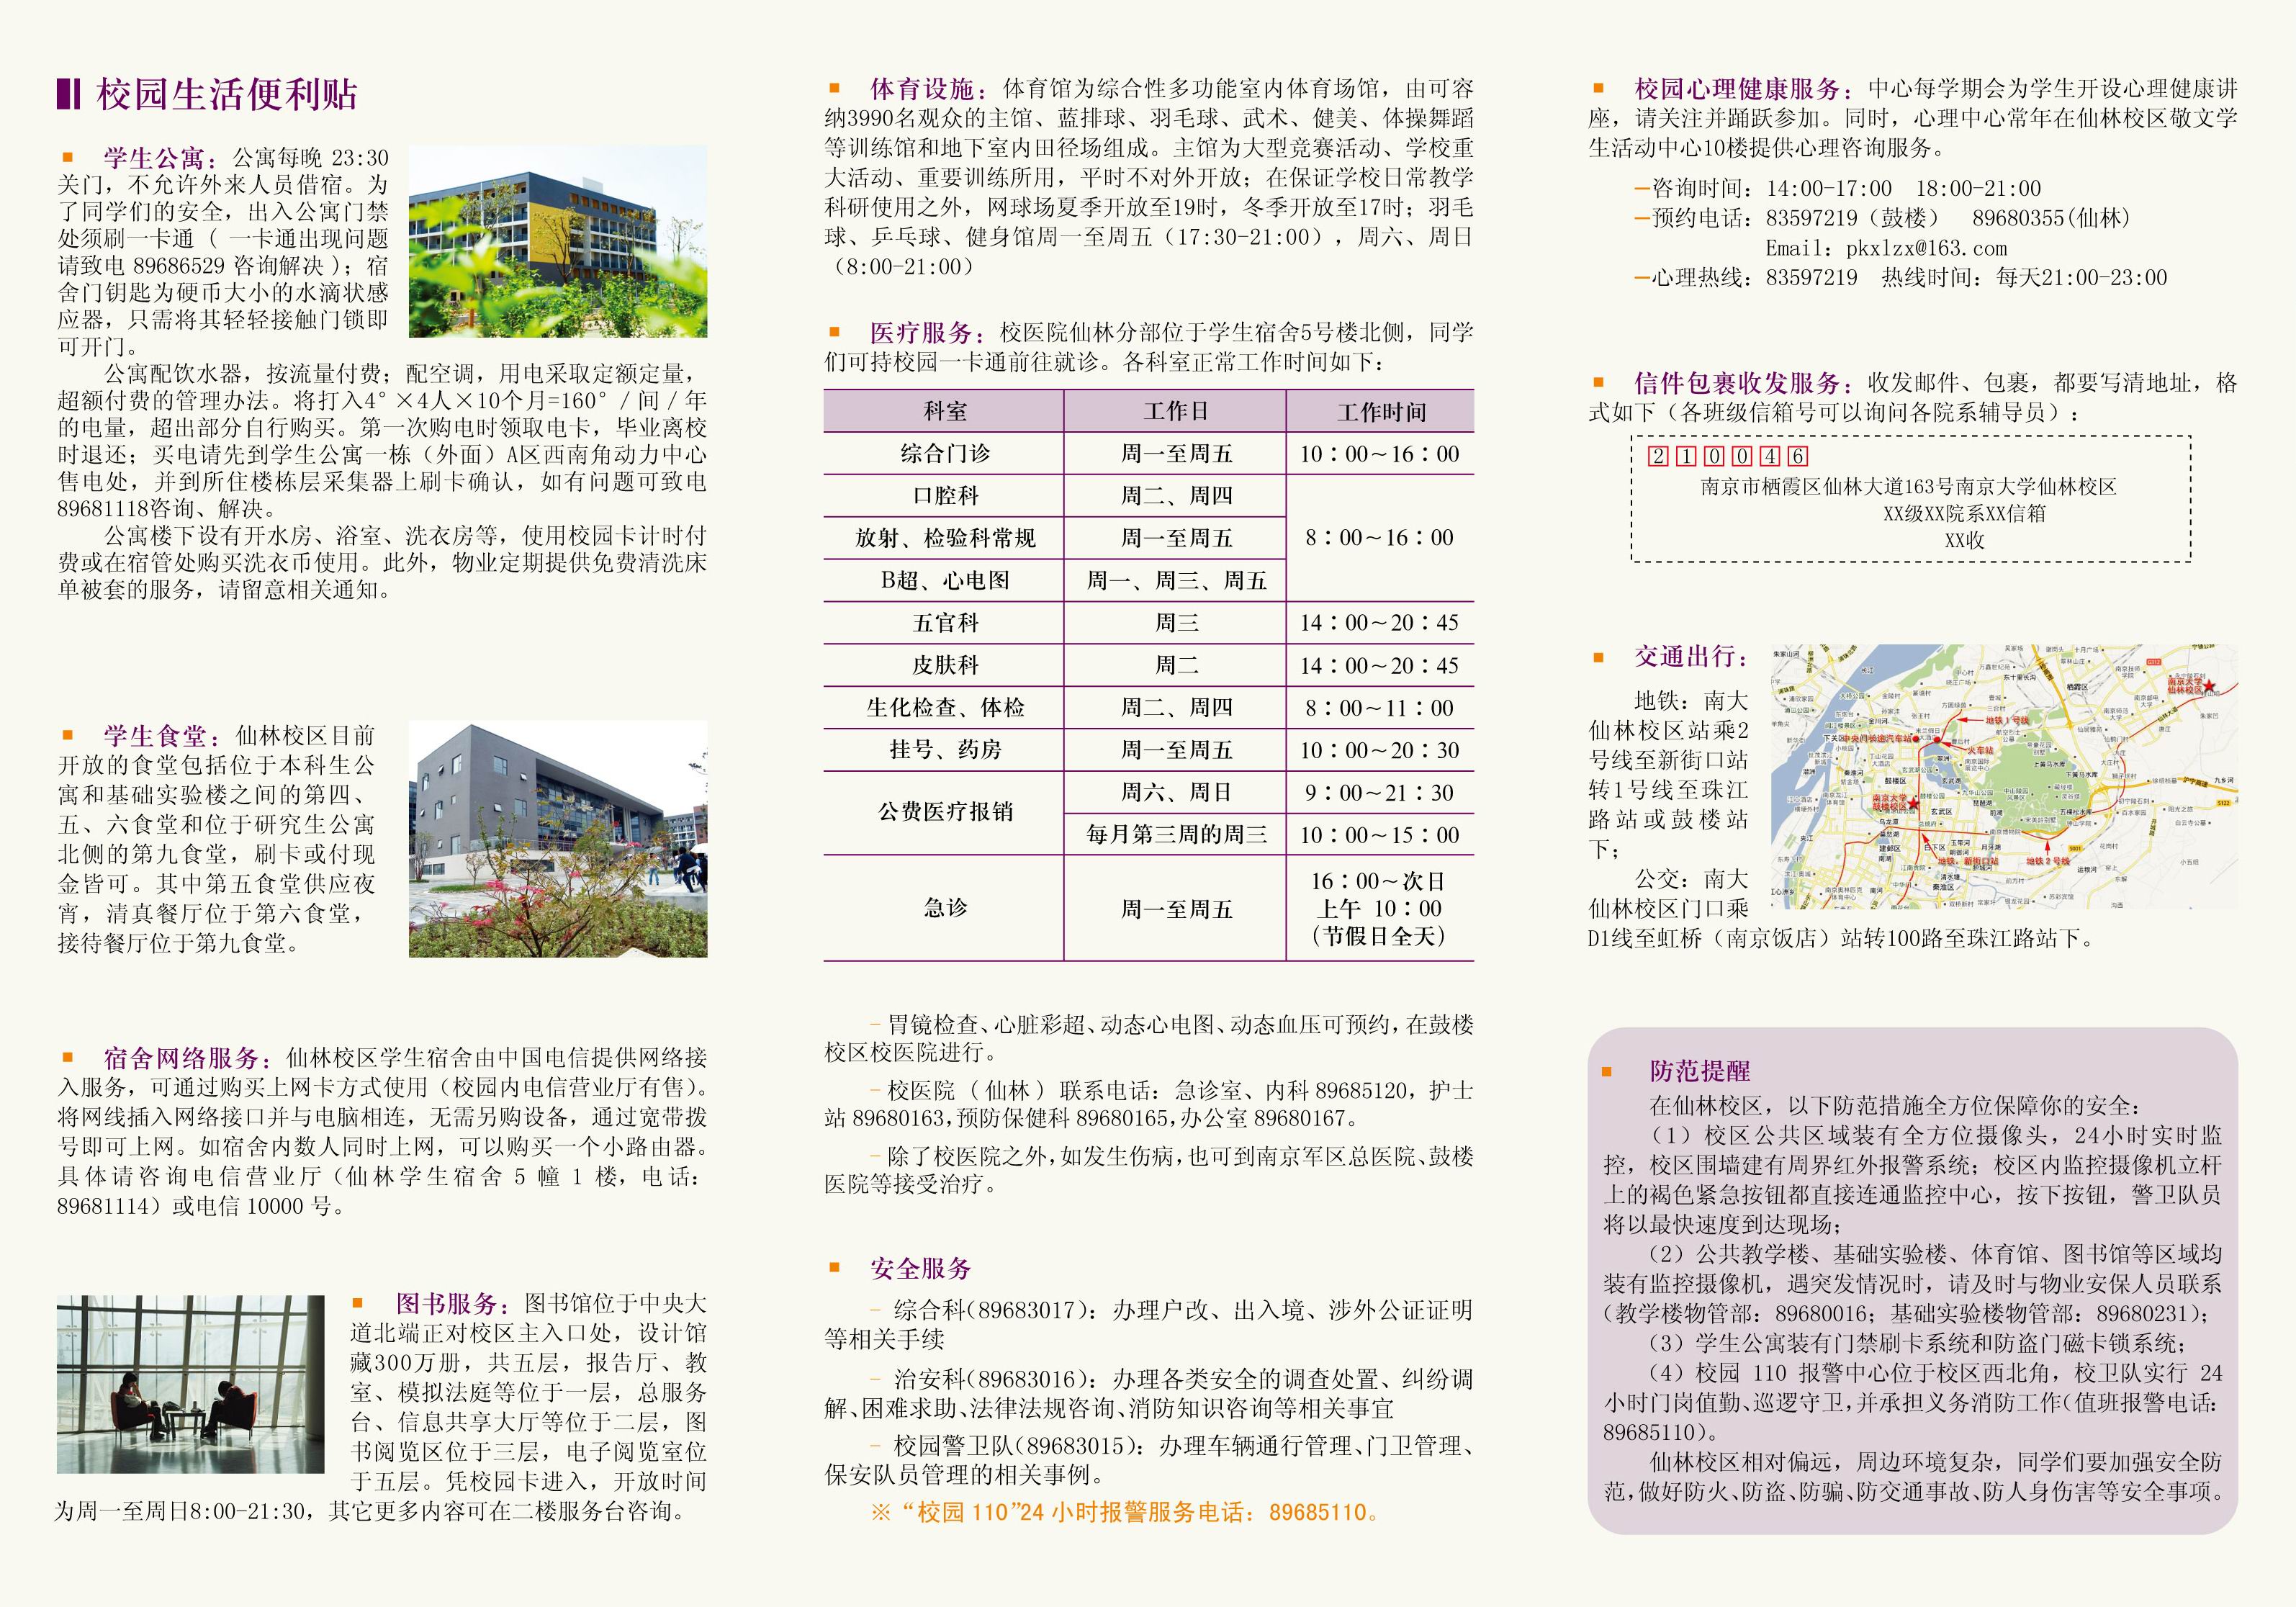 校园生活便利贴
学生公寓：公寓每晚 23:30
关门，不允许外来人员借宿。为
了同学们的安全，出入公寓门禁
处须刷一卡通（ 一卡通出现问题
请致电 89686529 咨询解决 )；宿
舍门钥匙为硬币大小的水滴状感
应器，只需将其轻轻接触门锁即
可开门。
公寓配饮水器，按流量付费；配空调，用电采取定额定量，
超额付费的管理办法。将打入4°×4人×10个月=160°/间/年
的电量，超出部分自行购买。第一次购电时领取电卡，毕业离校
时退还；买电请先到学生公寓一栋（外面）A区西南角动力中心
售电处，并到所住楼栋层采集器上刷卡确认，如有问题可致电
89681118咨询、解决。
公寓楼下设有开水房、浴室、洗衣房等，使用校园卡计时付
费或在宿管处购买洗衣币使用。此外，物业定期提供免费清洗床
单被套的服务，请留意相关通知。
学生食堂：仙林校区目前
开放的食堂包括位于本科生公
寓和基础实验楼之间的第四、
五、六食堂和位于研究生公寓
北侧的第九食堂，刷卡或付现
金皆可。其中第五食堂供应夜
宵，清真餐厅位于第六食堂，
接待餐厅位于第九食堂。
宿舍网络服务：仙林校区学生宿舍由中国电信提供网络接
入服务，可通过购买上网卡方式使用（校园内电信营业厅有售）。
将网线插入网络接口并与电脑相连，无需另购设备，通过宽带拨
号即可上网。如宿舍内数人同时上网，可以购买一个小路由器。
具体请咨询电信营业厅（仙林学生宿舍 5 幢 1 楼，电话：
89681114）或电信 10000 号。
图书服务：图书馆位于中央大
道北端正对校区主入口处，设计馆
藏300万册，共五层，报告厅、教
室、模拟法庭等位于一层，总服务
台、信息共享大厅等位于二层，图
书阅览区位于三层，电子阅览室位
于五层。凭校园卡进入，开放时间
为周一至周日8:00-21:30，其它更多内容可在二楼服务台咨询。
体育设施：体育馆为综合性多功能室内体育场馆，由可容
纳3990名观众的主馆、蓝排球、羽毛球、武术、健美、体操舞蹈
等训练馆和地下室内田径场组成。主馆为大型竞赛活动、学校重
大活动、重要训练所用，平时不对外开放；在保证学校日常教学
科研使用之外，网球场夏季开放至19时，冬季开放至17时；羽毛
球、乒乓球、健身馆周一至周五（17:30-21:00），周六、周日
（8:00-21:00）
医疗服务：校医院仙林分部位于学生宿舍5号楼北侧，同学
们可持校园一卡通前往就诊。各科室正常工作时间如下：
科室 工作日 工作时间
综合门诊 周一至周五 10：00～16：00
口腔科 周二、周四
放射、检验科常规 周一至周五 8：00～16：00
B超、心电图 周一、周三、周五
五官科 周三 14：00～20：45
皮肤科 周二 14：00～20：45
生化检查、体检 周二、周四 8：00～11：00
挂号、药房 周一至周五 10：00～20：30
公费医疗报销 周六、周日 9：00～21：30
每月第三周的周三 10：00～15：00
急诊 周一至周五 16：00～次日
上午 10：00
（节假日全天）
– 胃镜检查、心脏彩超、动态心电图、动态血压可预约，在鼓楼
校区校医院进行。
– 校医院（仙林）联系电话：急诊室、内科 89685120，护士
站 89680163，预防保健科 89680165，办公室 89680167。
– 除了校医院之外，如发生伤病，也可到南京军区总医院、鼓楼
医院等接受治疗。
安全服务
– 综合科(89683017)：办理户改、出入境、涉外公证证明
等相关手续
– 治安科(89683016)：办理各类安全的调查处置、纠纷调
解、困难求助、法律法规咨询、消防知识咨询等相关事宜
– 校园警卫队(89683015)：办理车辆通行管理、门卫管理、
保安队员管理的相关事例。
※ “校园 110”24 小时报警服务电话：89685110。
校园心理健康服务：中心每学期会为学生开设心理健康讲
座，请关注并踊跃参加。同时，心理中心常年在仙林校区敬文学
生活动中心10楼提供心理咨询服务。
—咨询时间：14:00-17:00 18:00-21:00
—预约电话：83597219（鼓楼） 89680355(仙林)
Email：pkxlzx@163.com
—心理热线：83597219 热线时间：每天21:00-23:00
信件包裹收发服务：收发邮件、包裹，都要写清地址，格
式如下（各班级信箱号可以询问各院系辅导员）：
210046
南京市栖霞区仙林大道163号南京大学仙林校区
XX级XX院系XX信箱
XX收
交通出行：
地铁：南大
仙林校区站乘2
号线至新街口站
转1号线至珠江
路站或鼓楼站
下；
公交：南大
仙林校区门口乘
D1线至虹桥（南京饭店）站转100路至珠江路站下。
南京大学
仙林校区
地铁 1 号线
中央门长途汽车站
火车站
南京大学
鼓楼校区
地铁、新街口站
地铁 2 号线
防范提醒
在仙林校区，以下防范措施全方位保障你的安全：
（1）校区公共区域装有全方位摄像头，24小时实时监
控，校区围墙建有周界红外报警系统；校区内监控摄像机立杆
上的褐色紧急按钮都直接连通监控中心，按下按钮，警卫队员
将以最快速度到达现场；
（2）公共教学楼、基础实验楼、体育馆、图书馆等区域均
装有监控摄像机，遇突发情况时，请及时与物业安保人员联系
（教学楼物管部：89680016；基础实验楼物管部：89680231）；
（3）学生公寓装有门禁刷卡系统和防盗门磁卡锁系统；
（4）校园 110 报警中心位于校区西北角，校卫队实行 24
小时门岗值勤、巡逻守卫，并承担义务消防工作（值班报警电话：
89685110）。
仙林校区相对偏远，周边环境复杂，同学们要加强安全防
范，做好防火、防盗、防骗、防交通事故、防人身伤害等安全事项。